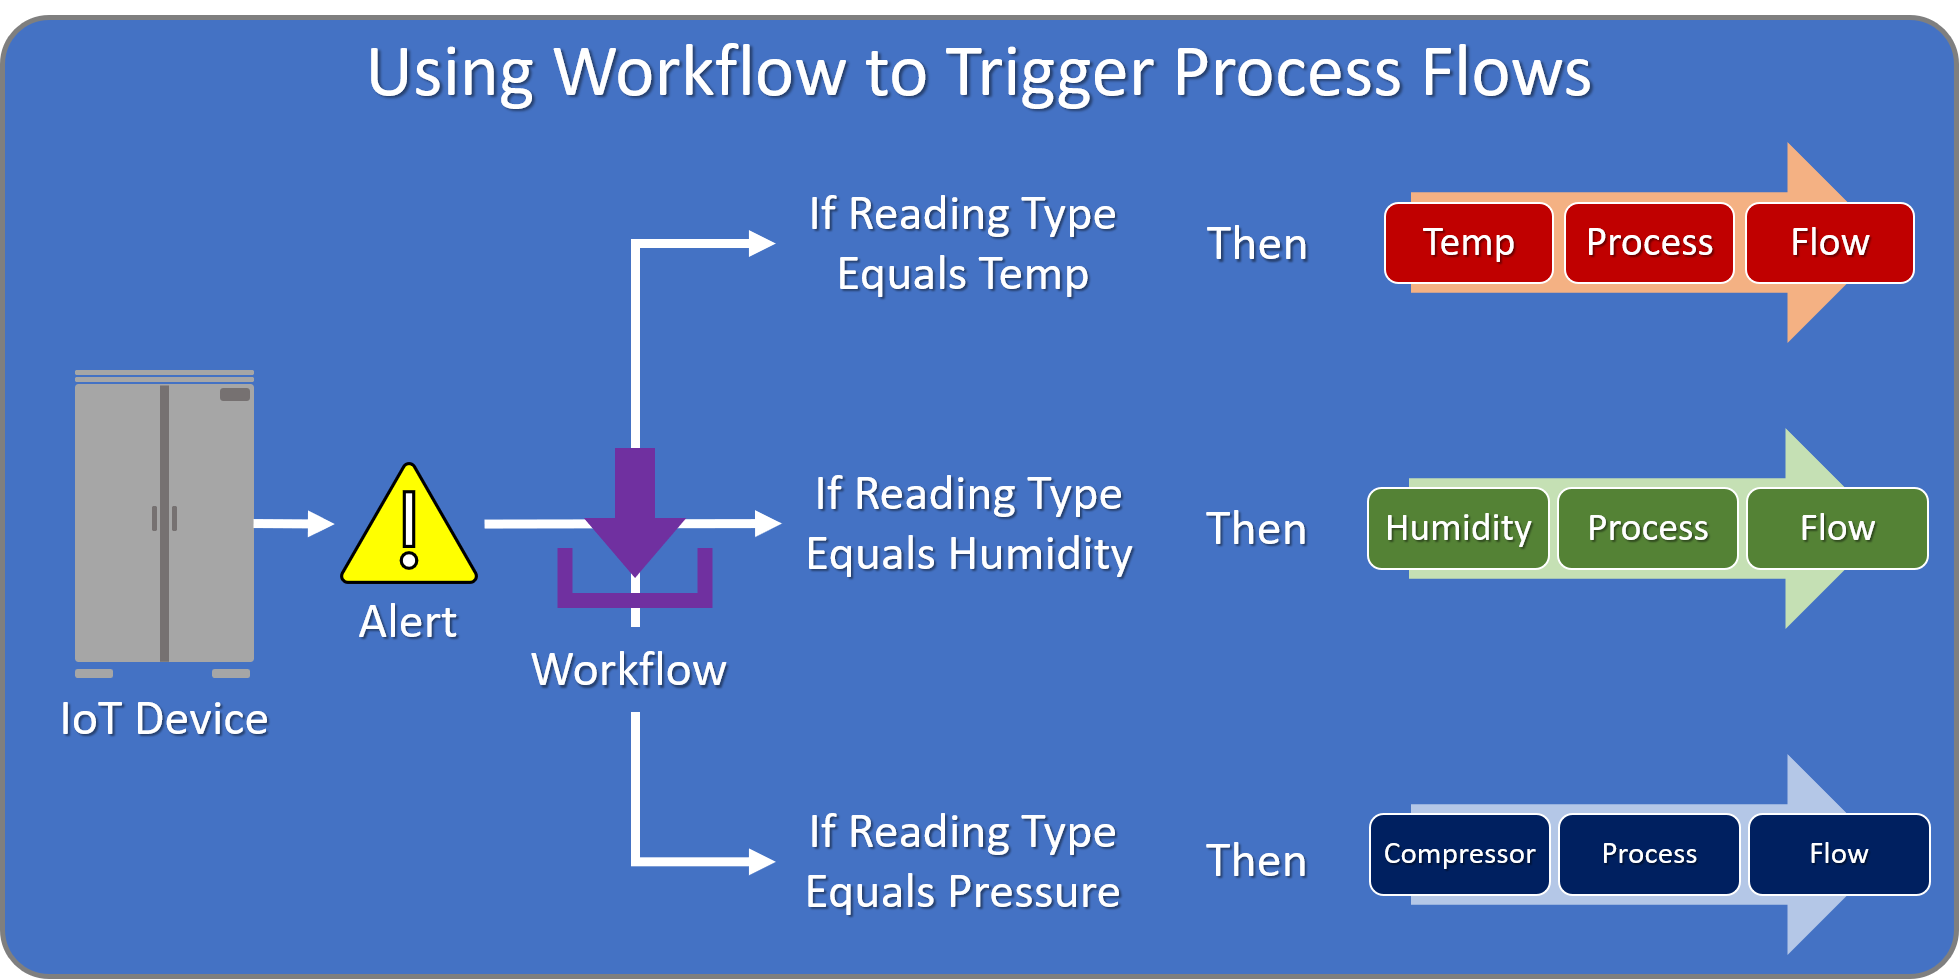 Using Workflow to Trigger Process Flows
If Reading Type
Equals Temp
Then
Temp Process Flow
If Reading Type
Equals Humidity
Then
Humidity Process Flow
Alert
Workflow
IoT Device
If Reading Type
Equals Pressure
Then
Compressor Process Flow